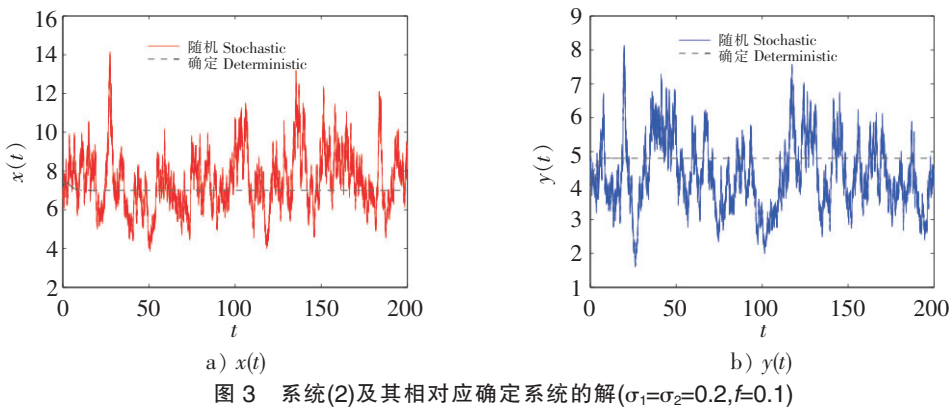 16
14
12
10
8
6
4
2
x(t)
随机 Stochastic
确定 Deterministic
0 50 100 150 200
t
a) x(t)
9
8
7
6
5
4
3
2
1
y(t)
随机 Stochastic
确定 Deterministic
0 50 100 150 200
t
b) y(t)
图 3 系统(2)及其相对应确定系统的解(σ₁=σ₂=0.2,f=0.1)